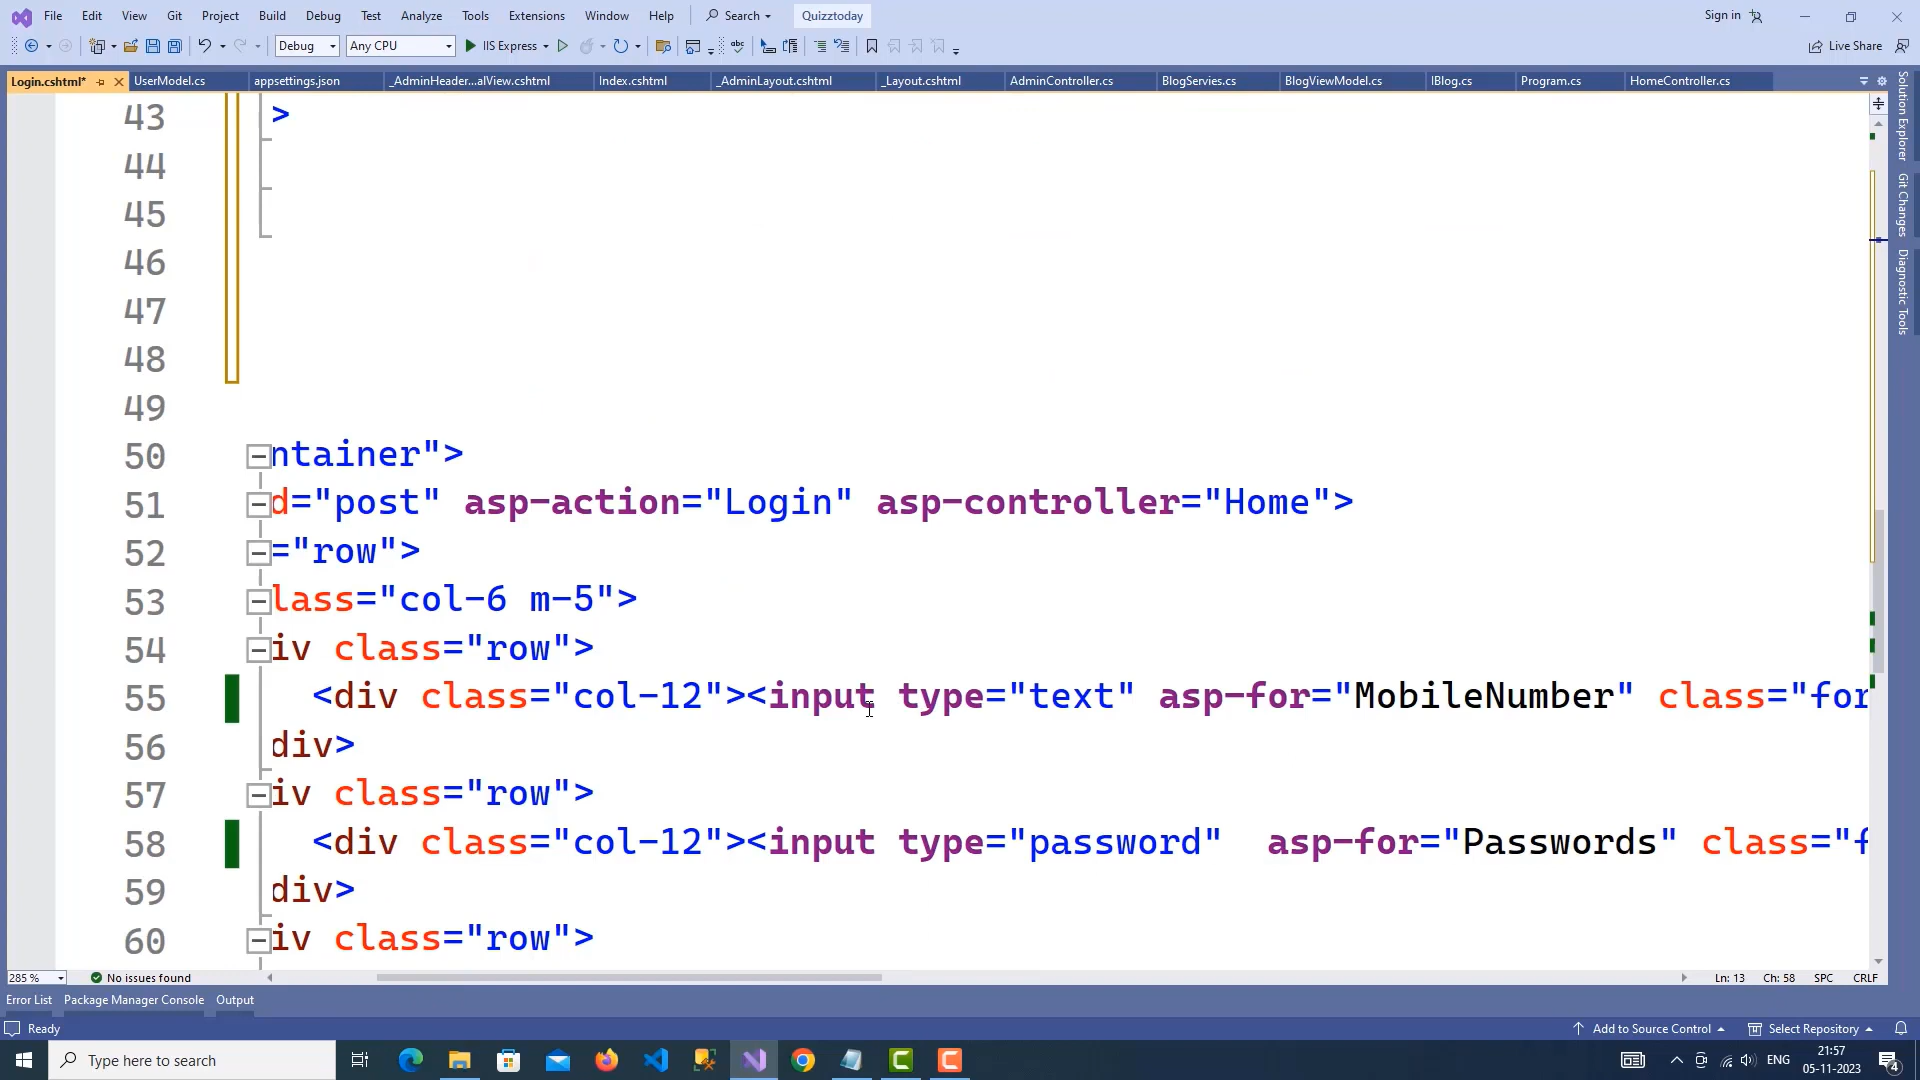 File Edit View Git Project Build Debug Test Analyze Tools Extensions Window Help Search Quizztoday Sign in
Debug Any CPU IIS Express Live Share
Login.cshtml* UserModel.cs appsettings.json _AdminHeader...alView.cshtml Index.cshtml _AdminLayout.cshtml _Layout.cshtml AdminController.cs BlogServies.cs BlogViewModel.cs IBlog.cs Program.cs HomeController.cs
Solution Explorer
Git Changes
Diagnostic Tools
43 >
44
45
46
47
48
49
50 ntainer">
51 d="post" asp-action="Login" asp-controller="Home">
52 ="row">
53 lass="col-6 m-5">
54 iv class="row">
55 <div class="col-12"><input type="text" asp-for="MobileNumber" class="for
56 div>
57 iv class="row">
58 <div class="col-12"><input type="password"  asp-for="Passwords" class="f
59 div>
60 iv class="row">
285 % No issues found Ln: 13 Ch: 58 SPC CRLF
Error List Package Manager Console Output
Ready Add to Source Control Select Repository
Type here to search ENG 21:57
05-11-2023 4